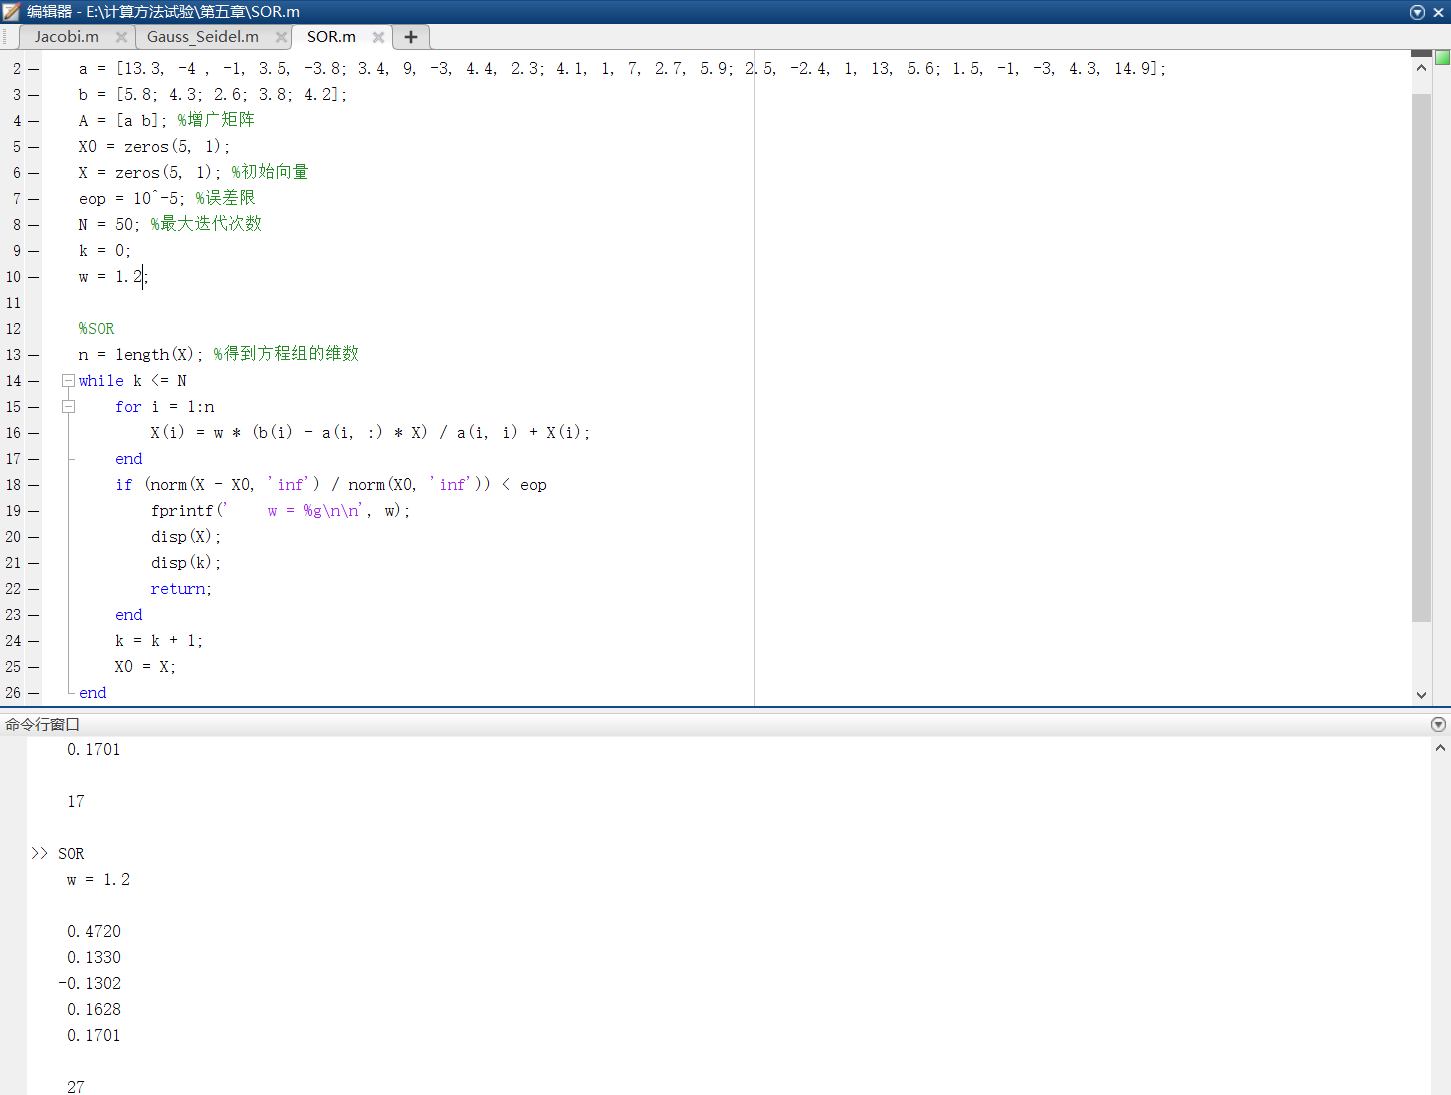 编辑器 - E:\计算方法试验\第五章\SOR.m
Jacobi.m Gauss_Seidel.m SOR.m
2 a = [13.3, -4 , -1, 3.5, -3.8; 3.4, 9, -3, 4.4, 2.3; 4.1, 1, 7, 2.7, 5.9; 2.5, -2.4, 1, 13, 5.6; 1.5, -1, -3, 4.3, 14.9];
3 b = [5.8; 4.3; 2.6; 3.8; 4.2];
4 A = [a b]; %增广矩阵
5 X0 = zeros(5, 1);
6 X = zeros(5, 1); %初始向量
7 eop = 10^-5; %误差限
8 N = 50; %最大迭代次数
9 k = 0;
10 w = 1.2;
11
12 %SOR
13 n = length(X); %得到方程组的维数
14 while k <= N
15 for i = 1:n
16 X(i) = w * (b(i) - a(i, :) * X) / a(i, i) + X(i);
17 end
18 if (norm(X - X0, 'inf') / norm(X0, 'inf')) < eop
19 fprintf('    w = %g\n\n', w);
20 disp(X);
21 disp(k);
22 return;
23 end
24 k = k + 1;
25 X0 = X;
26 end
命令行窗口
0.1701
17
>> SOR
w = 1.2
0.4720
0.1330
-0.1302
0.1628
0.1701
27